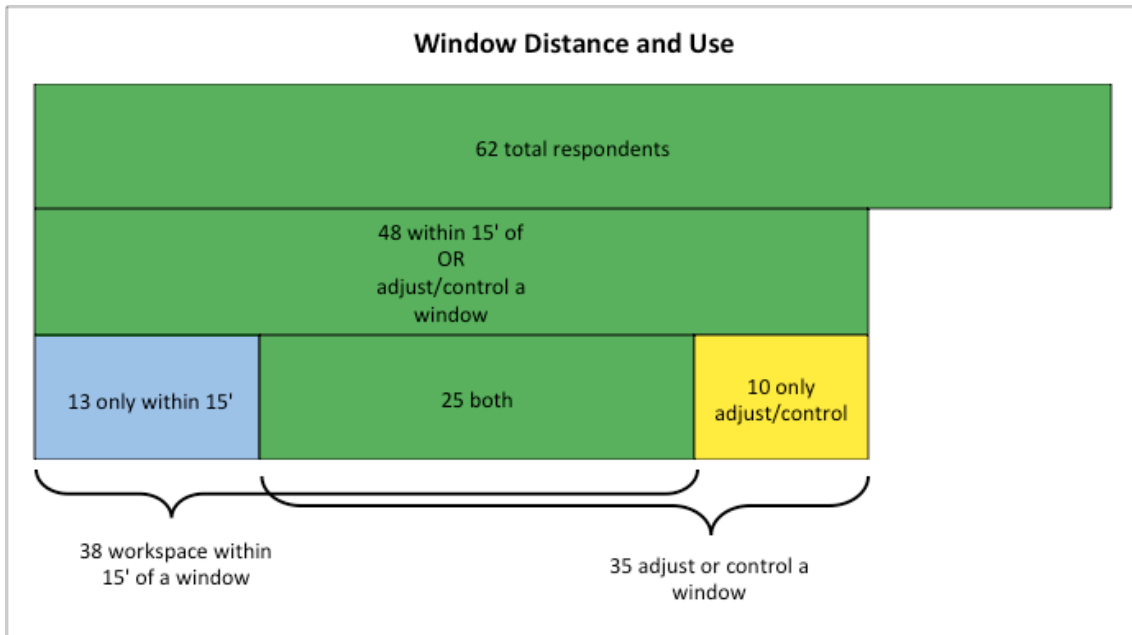 Window Distance and Use
62 total respondents
48 within 15' of
OR
adjust/control a
window
13 only within 15'
25 both
10 only
adjust/control
38 workspace within
15' of a window
35 adjust or control a
window